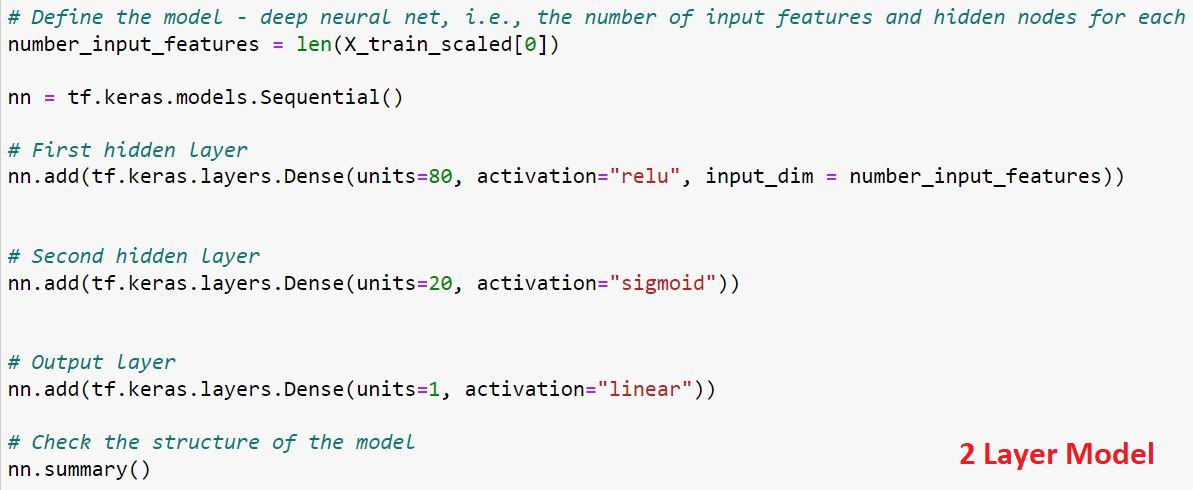 # Define the model - deep neural net, i.e., the number of input features and hidden nodes for each
number_input_features = len(X_train_scaled[0])
nn = tf.keras.models.Sequential()
# First hidden layer
nn.add(tf.keras.layers.Dense(units=80, activation="relu", input_dim = number_input_features))
# Second hidden layer
nn.add(tf.keras.layers.Dense(units=20, activation="sigmoid"))
# Output layer
nn.add(tf.keras.layers.Dense(units=1, activation="linear"))
# Check the structure of the model
nn.summary()
2 Layer Model